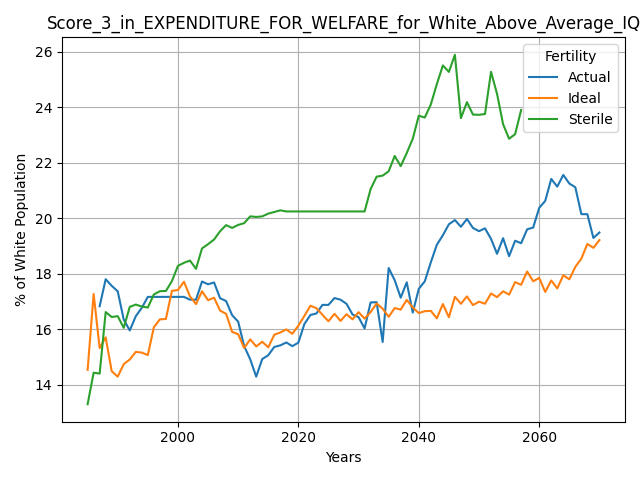 Score_3_in_EXPENDITURE_FOR_WELFARE_for_White_Above_Average_IQ
Fertility
Actual
Ideal
Sterile
% of White Population
26
24
22
20
18
16
14
2000
2020
2040
2060
Years